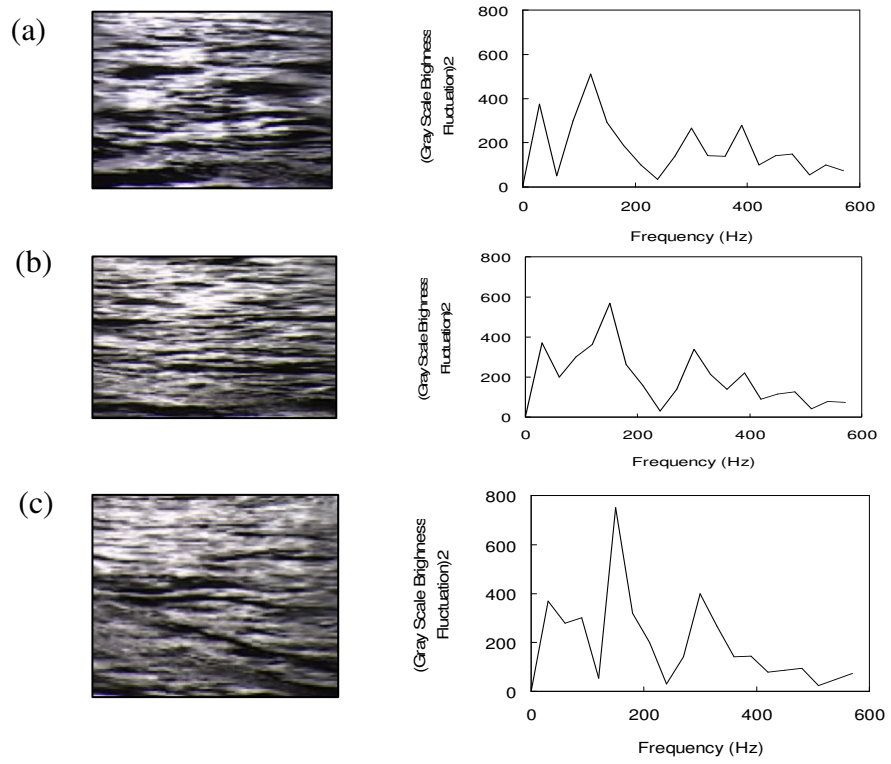 (a)
800
600
400
200
0
0 200 400 600
Frequency (Hz)
(Gray Scale Brighness
Fluctuation)2
(b)
800
600
400
200
0
0 200 400 600
Frequency (Hz)
(Gray Scale Brighness
Fluctuation)2
(c)
800
600
400
200
0
0 200 400 600
Frequency (Hz)
(Gray Scale Brighness
Fluctuation)2